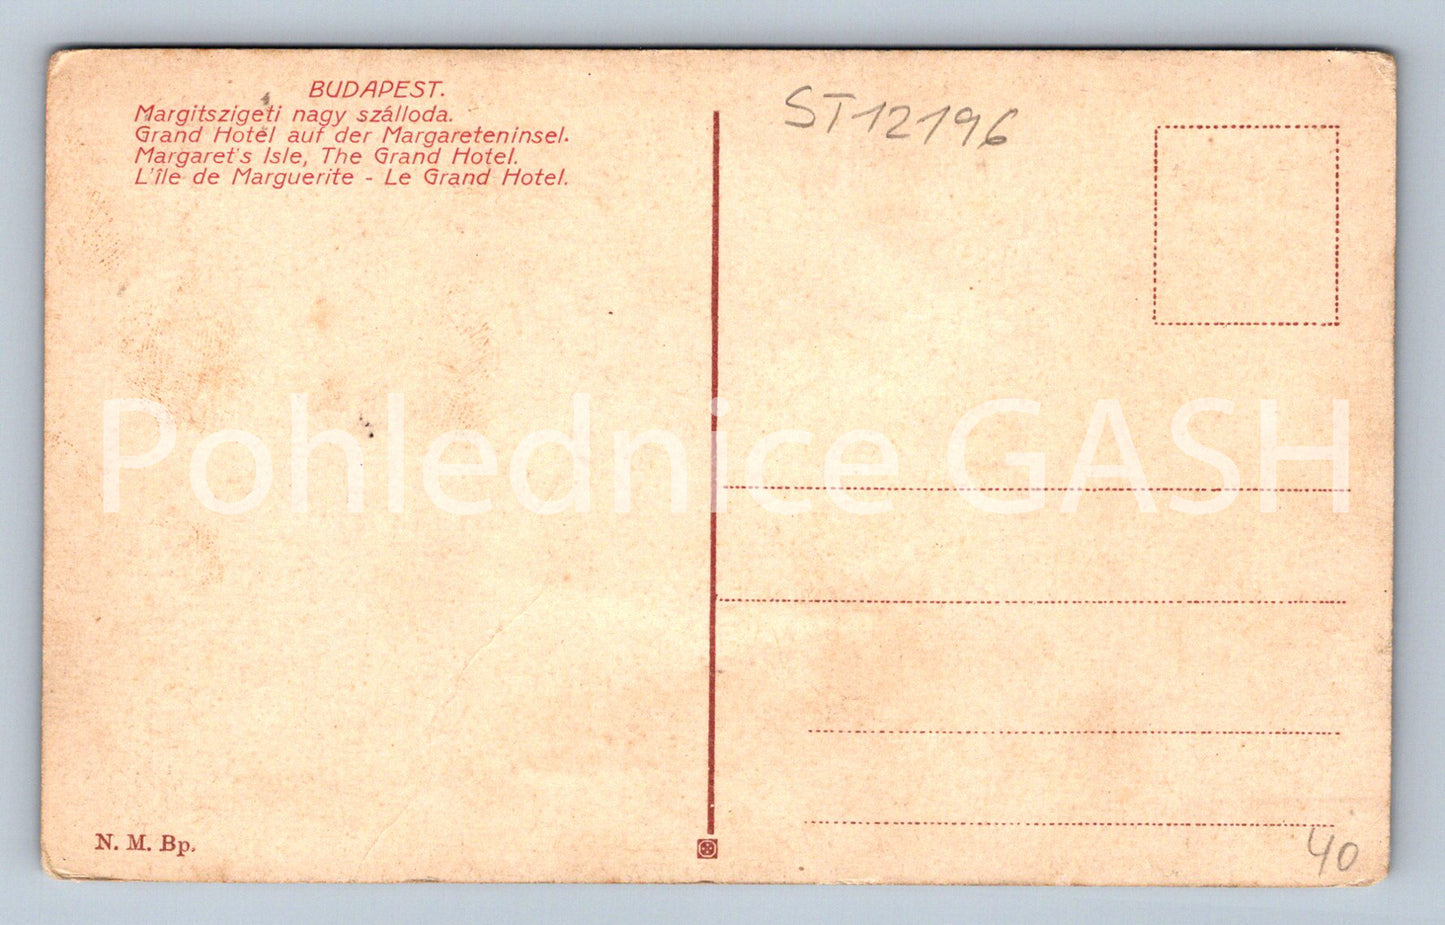 BUDAPEST.
Margitszigeti nagy szálloda.
Grand Hotel auf der Margareteninsel.
Margaret's Isle, The Grand Hotel.
L'île de Marguerite - Le Grand Hotel.
ST12196
Pohlednice GASH
N. M. Bp.
40